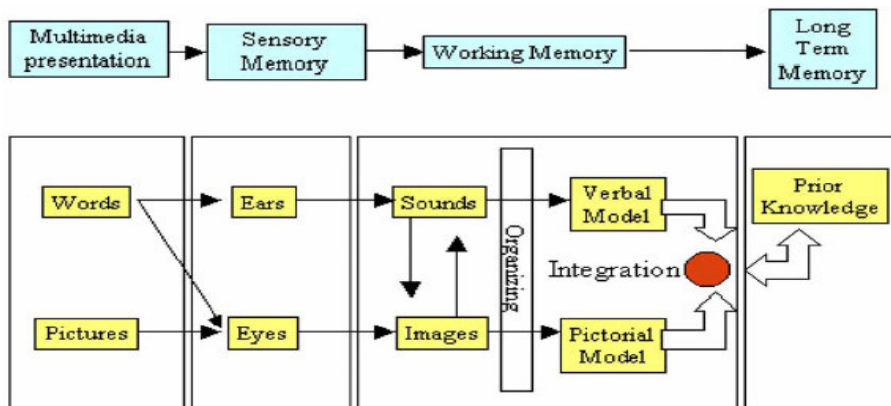 Multimedia
presentation
Sensory
Memory
Working Memory
Long
Term
Memory
Words
Ears
Sounds
Organizing
Verbal
Model
Prior
Knowledge
Integration
Pictures
Eyes
Images
Pictorial
Model